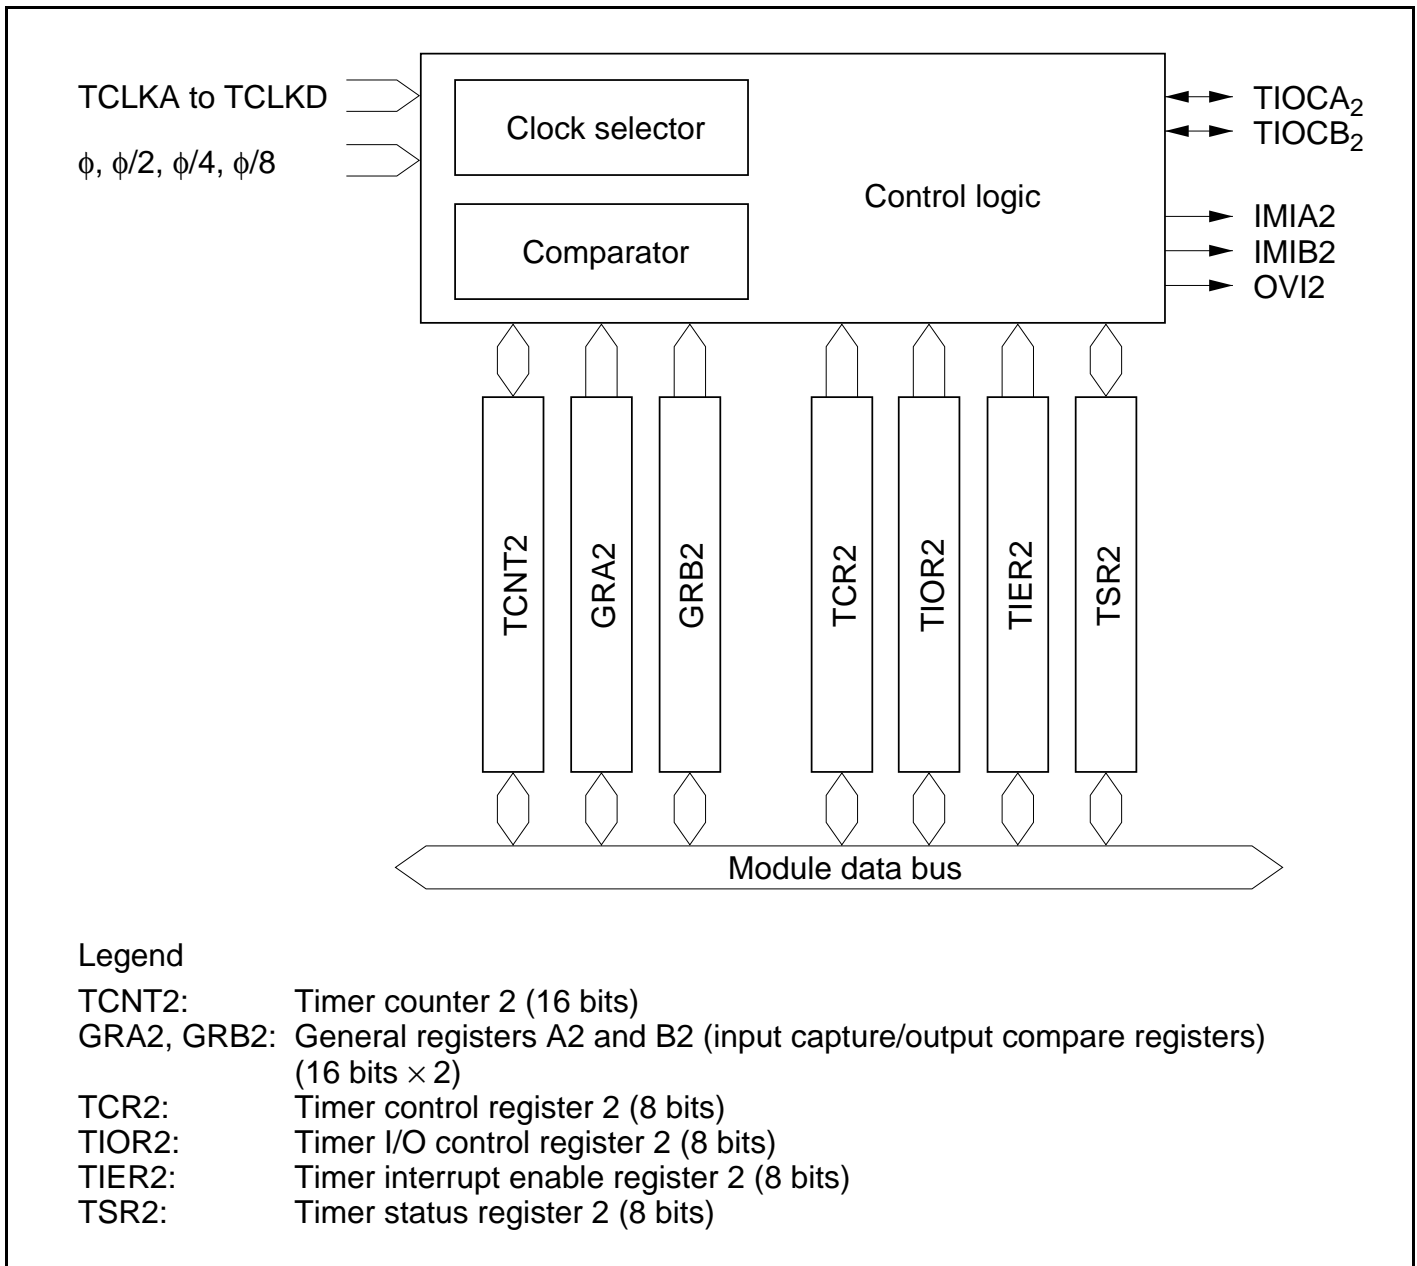 TCLKA to TCLKD
ϕ, ϕ/2, ϕ/4, ϕ/8
Clock selector
Comparator
Control logic
TIOCA2
TIOCB2
IMIA2
IMIB2
OVI2
TCNT2
GRA2
GRB2
TCR2
TIOR2
TIER2
TSR2
Module data bus
Legend
TCNT2: Timer counter 2 (16 bits)
GRA2, GRB2: General registers A2 and B2 (input capture/output compare registers)
(16 bits × 2)
TCR2: Timer control register 2 (8 bits)
TIOR2: Timer I/O control register 2 (8 bits)
TIER2: Timer interrupt enable register 2 (8 bits)
TSR2: Timer status register 2 (8 bits)